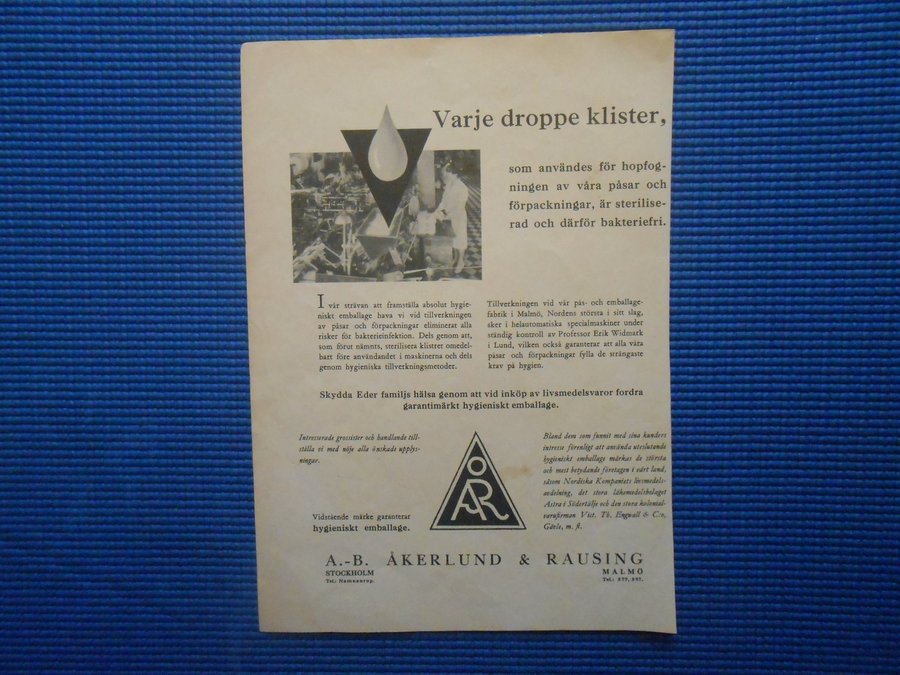 Varje droppe klister,
som användes för hopfog-
ningen av våra påsar och
förpackningar, är sterilise-
rad och därför bakteriefri.
I vår strävan att framställa absolut hygie-
niskt emballage hava vi vid tillverkningen
av påsar och förpackningar eliminerat alla
risker för bakterieinfektion. Dels genom att,
som förut nämnts, sterilisera klistret omedel-
bart före användandet i maskinerna och dels
genom hygieniska tillverkningsmetoder.
Tillverkningen vid vår pås- och emballage-
fabrik i Malmö, Nordens största i sitt slag,
sker i helautomatiska specialmaskiner under
ständig kontroll av Professor Erik Widmark
i Lund, vilken också garanterar att alla våra
påsar och förpackningar fylla de strängaste
krav på hygien.
Skydda Eder familjs hälsa genom att vid inköp av livsmedelsvaror fordra
garantimärkt hygieniskt emballage.
Intresserade grossister och handlande till-
ställa vi med nöje alla önskade upplys-
ningar.
Vidstående märke garanterar
hygieniskt emballage.
ÅR
Bland dem som funnit med sina kunders
intresse förenligt att använda uteslutande
hygieniskt emballage märkas de största
och mest betydande företagen i vårt land,
såsom Nordiska Kompaniets livsmedels-
avdelning, det stora läkemedelsbolaget
Astra i Södertälje och den stora kolonial-
varufirman Vict. Th. Engwall & C:o,
Gävle, m. fl.
A.-B. ÅKERLUND & RAUSING
STOCKHOLM
Tel.: Namnanrop.
MALMÖ